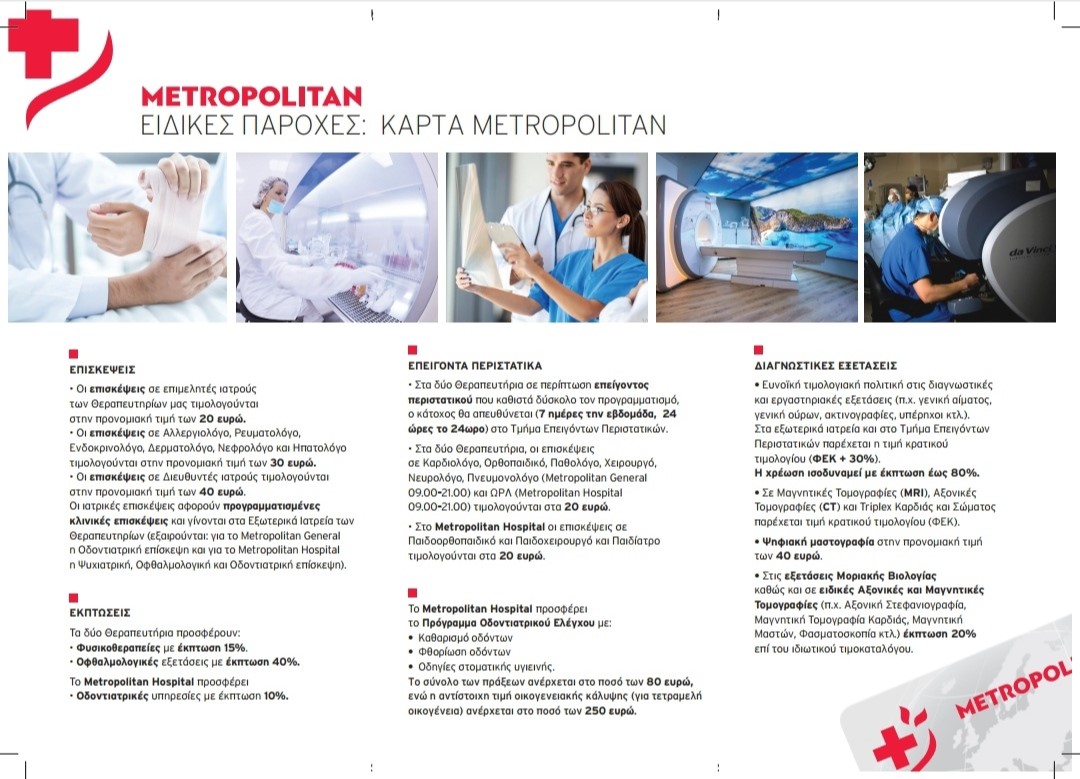 METROPOLITAN
ΕΙΔΙΚΕΣ ΠΑΡΟΧΕΣ: ΚΑΡΤΑ METROPOLITAN
da Vinci
ΕΠΙΣΚΕΨΕΙΣ
• Οι επισκέψεις σε επιμελητές ιατρούς
των Θεραπευτηρίων μας τιμολογούνται
στην προνομιακή τιμή των 20 ευρώ.
• Οι επισκέψεις σε Αλλεργιολόγο, Ρευματολόγο,
Ενδοκρινολόγο, Δερματολόγο, Νεφρολόγο και Ηπατολόγο
τιμολογούνται στην προνομιακή τιμή των 30 ευρώ.
• Οι επισκέψεις σε Διευθυντές ιατρούς τιμολογούνται
στην προνομιακή τιμή των 40 ευρώ.
Οι ιατρικές επισκέψεις αφορούν προγραμματισμένες
κλινικές επισκέψεις και γίνονται στα Εξωτερικά Ιατρεία των
Θεραπευτηρίων (εξαιρούνται: για το Metropolitan General
η Οδοντιατρική επίσκεψη και για το Metropolitan Hospital
η Ψυχιατρική, Οφθαλμολογική και Οδοντιατρική επίσκεψη).
ΕΚΠΤΩΣΕΙΣ
Τα δύο Θεραπευτήρια προσφέρουν:
• Φυσικοθεραπείες με έκπτωση 15%.
• Οφθαλμολογικές εξετάσεις με έκπτωση 40%.
Το Metropolitan Hospital προσφέρει
• Οδοντιατρικές υπηρεσίες με έκπτωση 10%.
ΕΠΕΙΓΟΝΤΑ ΠΕΡΙΣΤΑΤΙΚΑ
• Στα δύο Θεραπευτήρια σε περίπτωση επείγοντος
περιστατικού που καθιστά δύσκολο τον προγραμματισμό,
ο κάτοχος θα απευθύνεται (7 ημέρες την εβδομάδα, 24
ώρες το 24ωρο) στο Τμήμα Επειγόντων Περιστατικών.
• Στα δύο Θεραπευτήρια, οι επισκέψεις
σε Καρδιολόγο, Ορθοπαιδικό, Παθολόγο, Χειρουργό,
Νευρολόγο, Πνευμονολόγο (Metropolitan General
09.00-21.00) και ΩΡΛ (Metropolitan Hospital
09.00-21.00) τιμολογούνται στα 20 ευρώ.
• Στο Metropolitan Hospital οι επισκέψεις σε
Παιδοορθοπαιδικό και Παιδοχειρουργό και Παιδίατρο
τιμολογούνται στα 20 ευρώ.
Το Metropolitan Hospital προσφέρει
το Πρόγραμμα Οδοντιατρικού Ελέγχου με:
• Καθαρισμό οδόντων
• Φθορίωση οδόντων
• Οδηγίες στοματικής υγιεινής.
Το σύνολο των πράξεων ανέρχεται στο ποσό των 80 ευρώ,
ενώ η αντίστοιχη τιμή οικογενειακής κάλυψης (για τετραμελή
οικογένεια) ανέρχεται στο ποσό των 250 ευρώ.
ΔΙΑΓΝΩΣΤΙΚΕΣ ΕΞΕΤΑΣΕΙΣ
• Ευνοϊκή τιμολογιακή πολιτική στις διαγνωστικές
και εργαστηριακές εξετάσεις (π.χ. γενική αίματος,
γενική ούρων, ακτινογραφίες, υπέρηχοι κτλ.).
Στα εξωτερικά ιατρεία και στο Τμήμα Επειγόντων
Περιστατικών παρέχεται η τιμή κρατικού
τιμολογίου (ΦΕΚ + 30%).
Η χρέωση ισοδυναμεί με έκπτωση έως 80%.
• Σε Μαγνητικές Τομογραφίες (MRI), Αξονικές
Τομογραφίες (CT) και Triplex Καρδιάς και Σώματος
παρέχεται τιμή κρατικού τιμολογίου (ΦΕΚ).
• Ψηφιακή μαστογραφία στην προνομιακή τιμή
των 40 ευρώ.
• Στις εξετάσεις Μοριακής Βιολογίας
καθώς και σε ειδικές Αξονικές και Μαγνητικές
Τομογραφίες (π.χ. Αξονική Στεφανιογραφία,
Μαγνητική Τομογραφία Καρδιάς, Μαγνητική
Μαστών, Φασματοσκοπία κτλ.) έκπτωση 20%
επί του ιδιωτικού τιμοκαταλόγου.
METROPOL